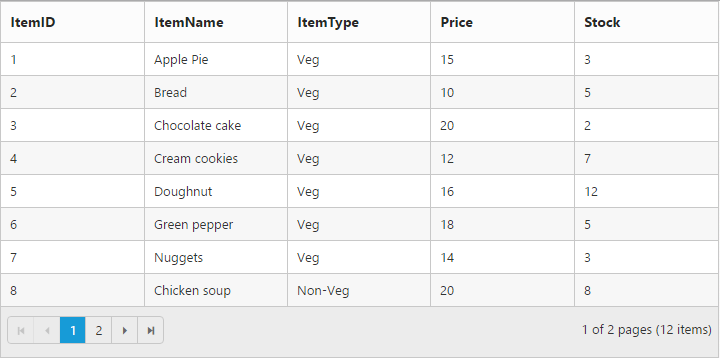 ItemID ItemName ItemType Price Stock
1 Apple Pie Veg 15 3
2 Bread Veg 10 5
3 Chocolate cake Veg 20 2
4 Cream cookies Veg 12 7
5 Doughnut Veg 16 12
6 Green pepper Veg 18 5
7 Nuggets Veg 14 3
8 Chicken soup Non-Veg 20 8
1 2 1 of 2 pages (12 items)